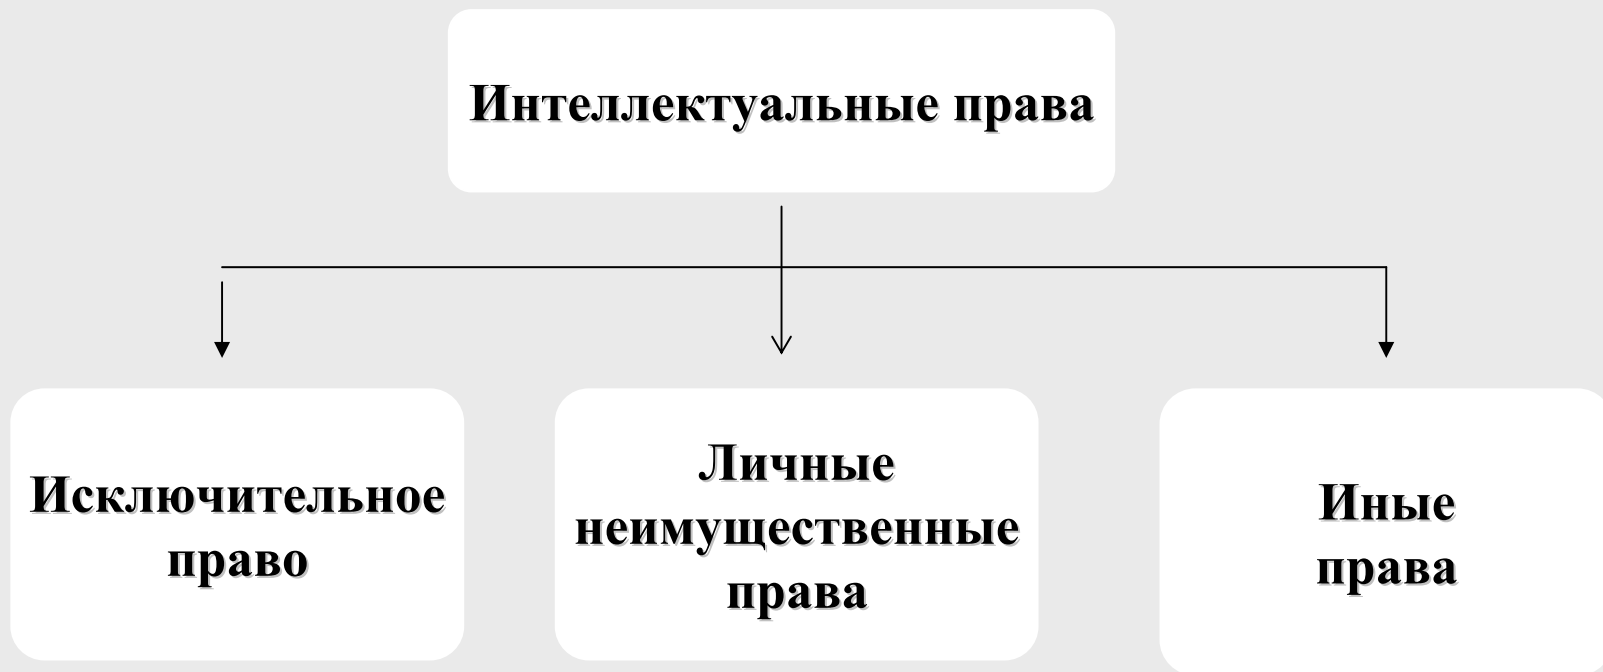 Интеллектуальные права
Исключительное
право
Личные
неимущественные
права
Иные
права